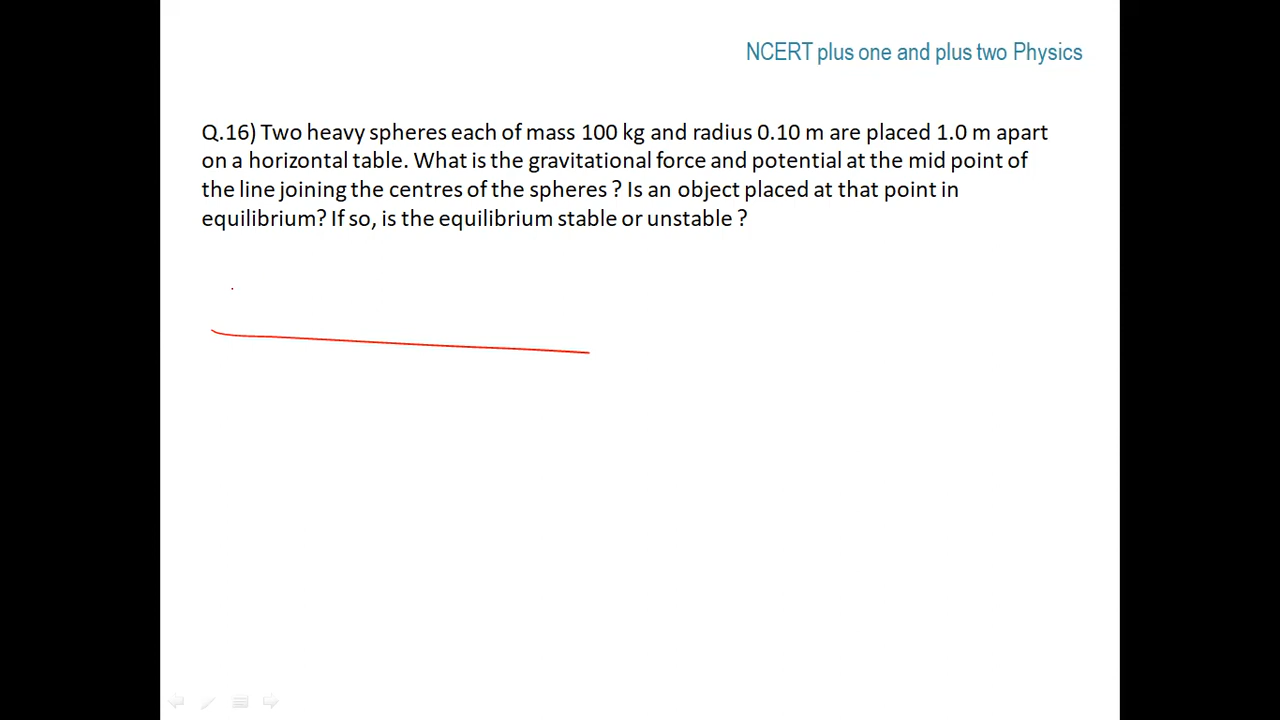 NCERT plus one and plus two Physics
Q.16) Two heavy spheres each of mass 100 kg and radius 0.10 m are placed 1.0 m apart
on a horizontal table. What is the gravitational force and potential at the mid point of
the line joining the centres of the spheres ? Is an object placed at that point in
equilibrium? If so, is the equilibrium stable or unstable ?